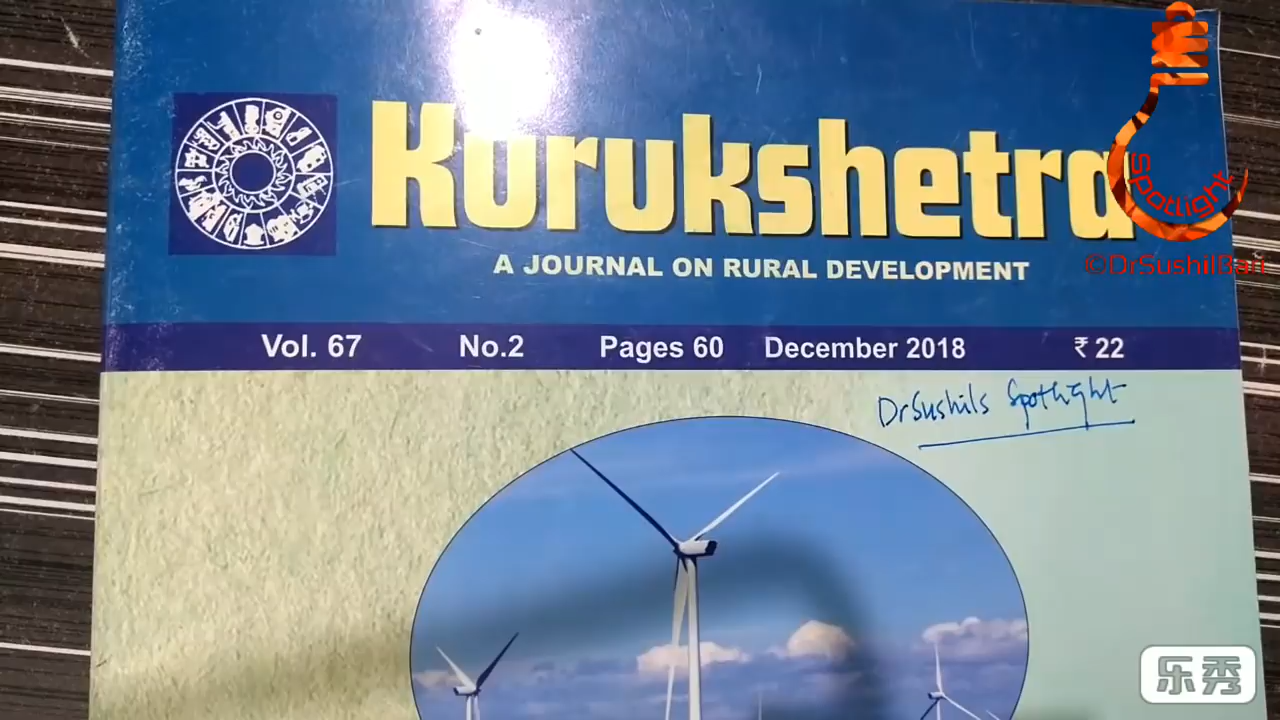 Kurukshetra
A JOURNAL ON RURAL DEVELOPMENT
Vol. 67 No.2 Pages 60 December 2018 ₹ 22
DrSushils Spotlight
Spotlight
©DrSushilBari
乐秀